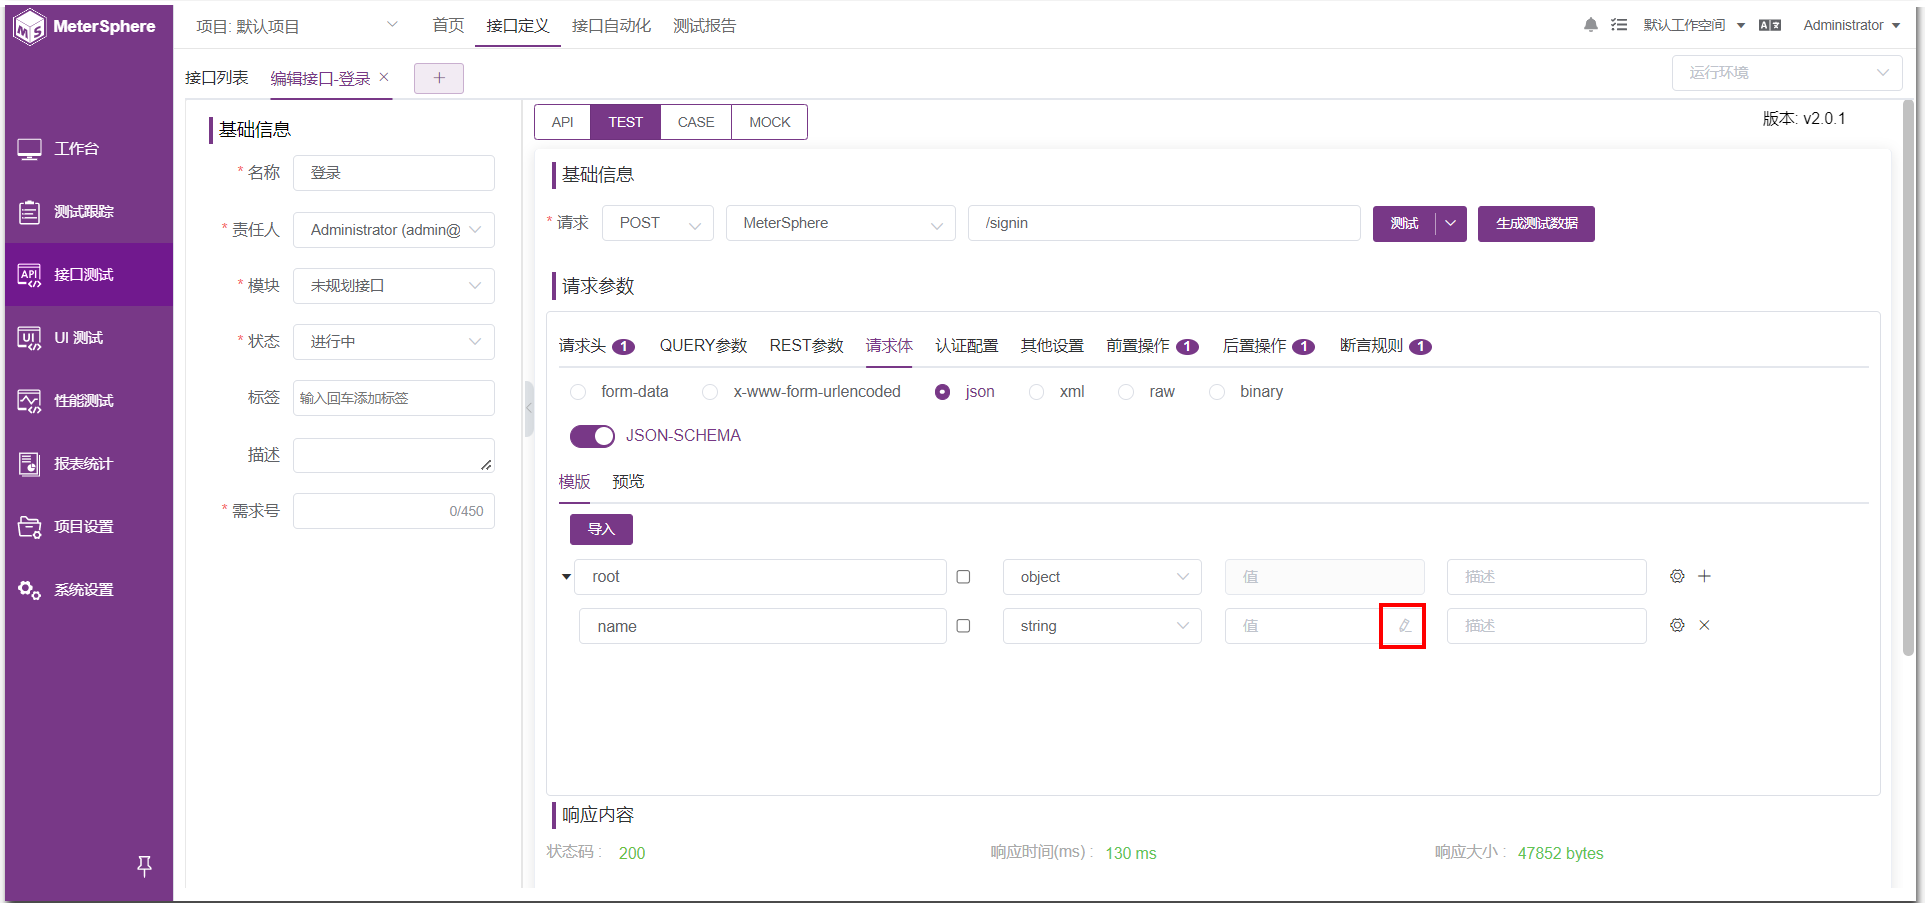 MeterSphere
项目: 默认项目
首页 接口定义 接口自动化 测试报告
默认工作空间
Administrator
接口列表 编辑接口-登录
运行环境
工作台
测试跟踪
API 接口测试
UI UI 测试
性能测试
报表统计
项目设置
系统设置
基础信息
* 名称 登录
* 责任人 Administrator (admin@
* 模块 未规划接口
* 状态 进行中
标签 输入回车添加标签
描述
* 需求号 0/450
API TEST CASE MOCK
版本: v2.0.1
基础信息
* 请求 POST MeterSphere /signin 测试 生成测试数据
请求参数
请求头 1 QUERY参数 REST参数 请求体 认证配置 其他设置 前置操作 1 后置操作 1 断言规则 1
form-data x-www-form-urlencoded json xml raw binary
JSON-SCHEMA
模版 预览
导入
root object 值 描述
name string 值 描述
响应内容
状态码 : 200 响应时间(ms) : 130 ms 响应大小 : 47852 bytes